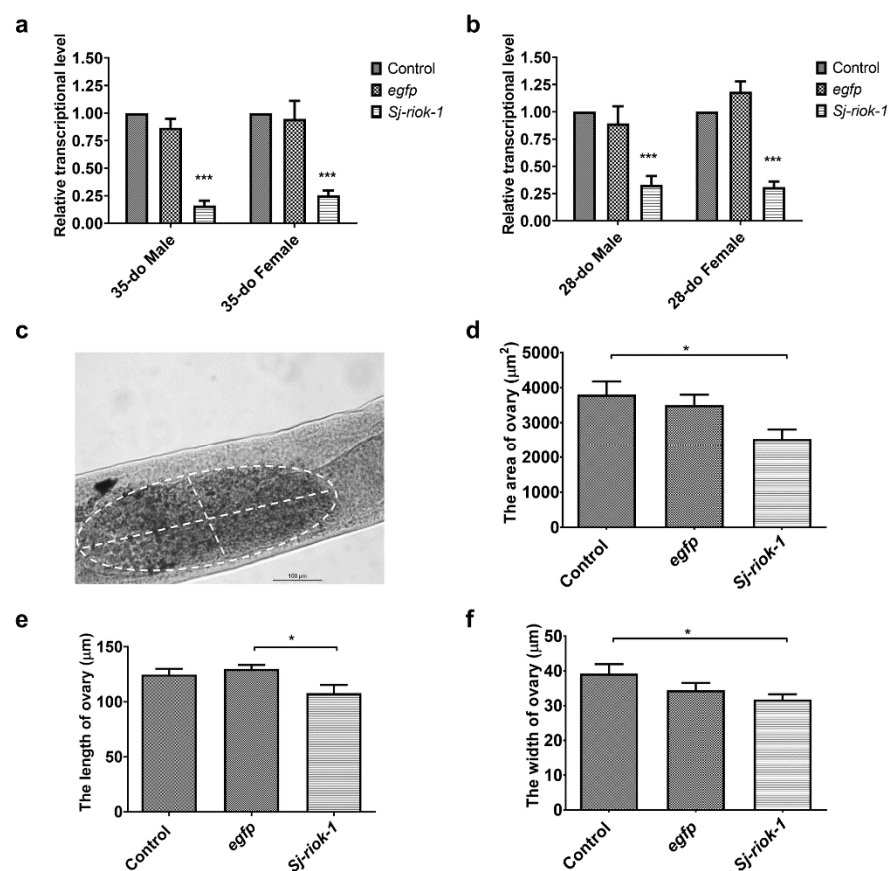 a
Relative transcriptional level
1.50
1.25
1.00
0.75
0.50
0.25
0.00
***
***
35-do Male
35-do Female
Control
egfp
Sj-riok-1
b
Relative transcriptional level
1.50
1.25
1.00
0.75
0.50
0.25
0.00
***
***
28-do Male
28-do Female
Control
egfp
Sj-riok-1
c
100 μm
d
The area of ovary (μm²)
5000
4000
3000
2000
1000
0
*
Control
egfp
Sj-riok-1
e
The length of ovary (μm)
150
100
50
0
*
Control
egfp
Sj-riok-1
f
The width of ovary (μm)
50
40
30
20
10
0
*
Control
egfp
Sj-riok-1